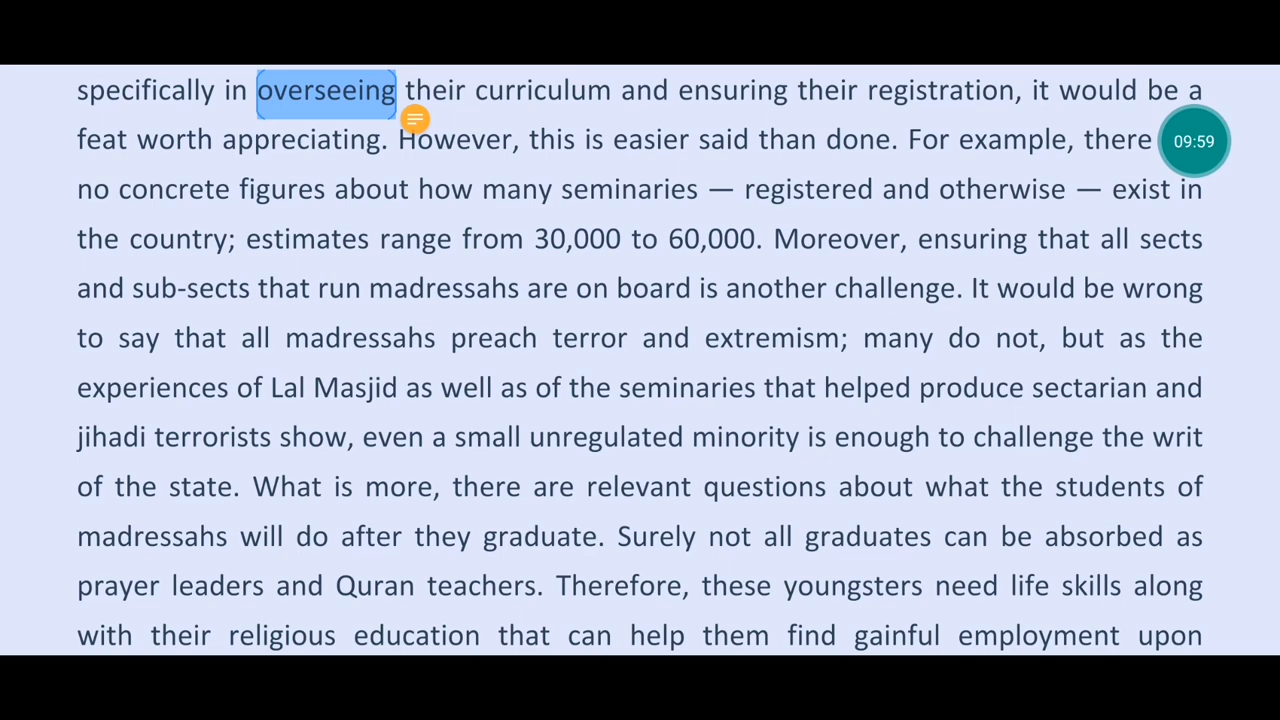 specifically in overseeing their curriculum and ensuring their registration, it would be a
feat worth appreciating. However, this is easier said than done. For example, there
09:59
no concrete figures about how many seminaries — registered and otherwise — exist in
the country; estimates range from 30,000 to 60,000. Moreover, ensuring that all sects
and sub-sects that run madressahs are on board is another challenge. It would be wrong
to say that all madressahs preach terror and extremism; many do not, but as the
experiences of Lal Masjid as well as of the seminaries that helped produce sectarian and
jihadi terrorists show, even a small unregulated minority is enough to challenge the writ
of the state. What is more, there are relevant questions about what the students of
madressahs will do after they graduate. Surely not all graduates can be absorbed as
prayer leaders and Quran teachers. Therefore, these youngsters need life skills along
with their religious education that can help them find gainful employment upon